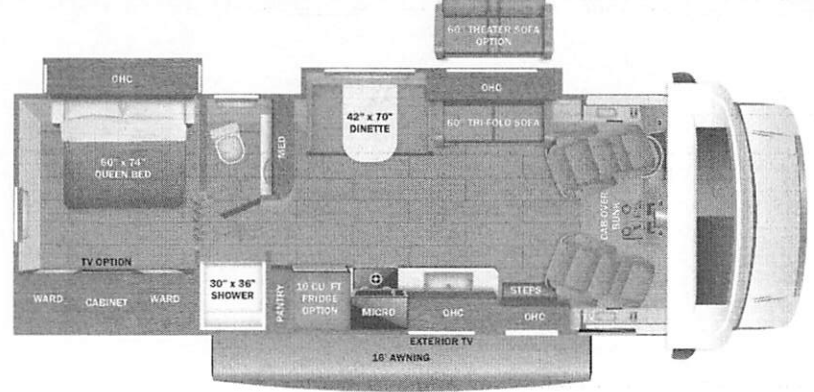 60" THEATER SOFA
OPTION
OHC
OHC
42" x 70"
DINETTE
60" TRI-FOLD SOFA
MED
60" x 74"
QUEEN BED
CAB OVER
BUNK
TV OPTION
WARD
CABINET
WARD
30" x 36"
SHOWER
PANTRY
10 CU. FT
FRIDGE
OPTION
MICRO
OHC
STEPS
OHC
TV
EXTERIOR TV
16' AWNING